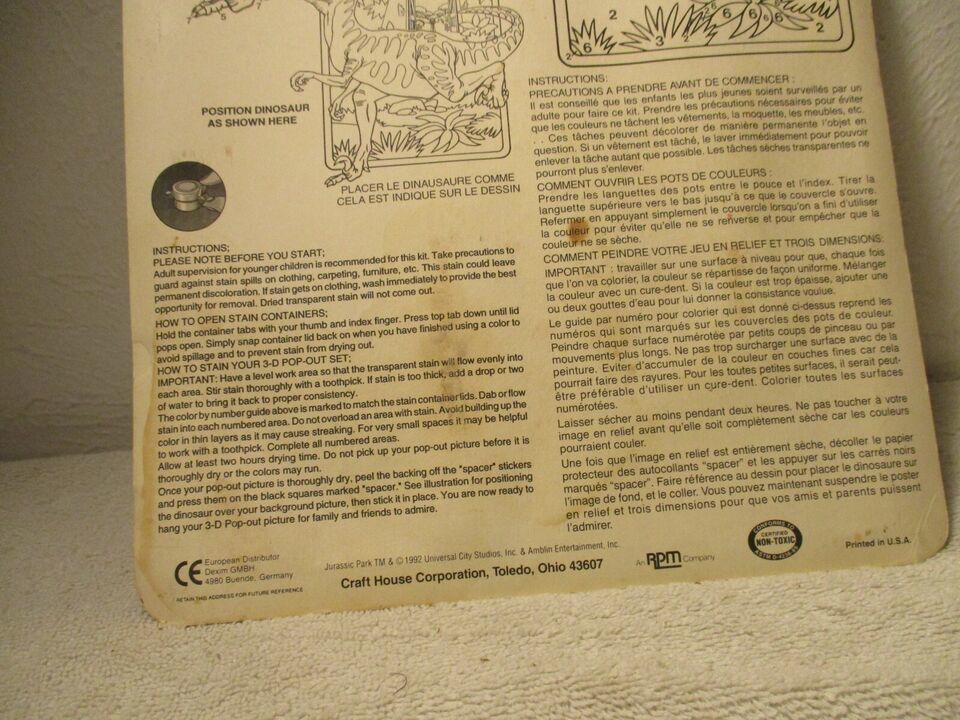 5
7
2
6
2
3
2
2
6
6
6
6
2
POSITION DINOSAUR
AS SHOWN HERE
PLACER LE DINAUSAURE COMME
CELA EST INDIQUE SUR LE DESSIN
INSTRUCTIONS;
PLEASE NOTE BEFORE YOU START;
Adult supervision for younger children is recommended for this kit. Take precautions to
guard against stain spills on clothing, carpeting, furniture, etc. This stain could leave
permanent discoloration. If stain gets on clothing, wash immediately to provide the best
opportunity for removal. Dried transparent stain will not come out.
HOW TO OPEN STAIN CONTAINERS;
Hold the container tabs with your thumb and index finger. Press top tab down until lid
pops open. Simply snap container lid back on when you have finished using a color to
avoid spillage and to prevent stain from drying out.
HOW TO STAIN YOUR 3-D POP-OUT SET;
IMPORTANT: Have a level work area so that the transparent stain will flow evenly into
each area. Stir stain thoroughly with a toothpick. If stain is too thick, add a drop or two
of water to bring it back to proper consistency.
The color by number guide above is marked to match the stain container lids. Dab or flow
stain into each numbered area. Do not overload an area with stain. Avoid building up the
color in thin layers as it may cause streaking. For very small spaces it may be helpful
to work with a toothpick. Complete all numbered areas.
Allow at least two hours drying time. Do not pick up your pop-out picture before it is
thoroughly dry or the colors may run.
Once your pop-out picture is thoroughly dry, peel the backing off the "spacer" stickers
and press them on the black squares marked "spacer." See illustration for positioning
the dinosaur over your background picture, then stick it in place. You are now ready to
hang your 3-D Pop-out picture for family and friends to admire.
INSTRUCTIONS:
PRECAUTIONS A PRENDRE AVANT DE COMMENCER :
Il est conseillé que les enfants les plus jeunes soient surveillés par un
adulte pour faire ce kit. Prendre les précautions nécessaires pour éviter
que les couleurs ne tâchent les vêtements, la moquette, les meubles, etc.
. . Ces tâches peuvent décolorer de manière permanente l'objet en
question. Si un vêtement est tâché, le laver immédiatement pour pouvoir
enlever la tâche autant que possible. Les tâches sèches transparentes ne
pourront plus s'enlever.
COMMENT OUVRIR LES POTS DE COULEURS :
Prendre les languettes des pots entre le pouce et l'index. Tirer la
languette supérieure vers le bas jusqu'à ce que le couvercle s'ouvre.
Refermer en appuyant simplement le couvercle lorsqu'on a fini d'utiliser
la couleur pour éviter qu'elle ne se renverse et pour empêcher que la
couleur ne se sèche.
COMMENT PEINDRE VOTRE JEU EN RELIEF ET TROIS DIMENSIONS:
IMPORTANT : travailler sur une surface à niveau pour que, chaque fois
que l'on va colorier, la couleur se répartisse de façon uniforme. Mélanger
la couleur avec un cure-dent. Si la couleur est trop épaisse, ajouter une
ou deux gouttes d'eau pour lui donner la consistance voulue.
Le guide par numéro pour colorier qui est donné ci-dessus reprend les
numéros qui sont marqués sur les couvercles des pots de couleur.
Peindre chaque surface numérotée par petits coups de pinceau ou par
mouvements plus longs. Ne pas trop surcharger une surface avec de la
peinture. Eviter d'accumuler de la couleur en couches fines car cela
pourrait faire des rayures. Pour les toutes petites surfaces, il serait peut-
être préférable d'utiliser un cure-dent. Colorier toutes les surfaces
numérotées.
Laisser sécher au moins pendant deux heures. Ne pas toucher à votre
image en relief avant qu'elle soit complètement sèche car les couleurs
pourraient couler.
Une fois que l'image en relief est entièrement sèche, décoller le papier
protecteur des autocollants "spacer" et les appuyer sur les carrés noirs
marqués "spacer". Faire référence au dessin pour placer le dinosaure sur
l'image de fond, et le coller. Vous pouvez maintenant suspendre le poster
en relief et trois dimensions pour que vos amis et parents puissent
l'admirer.
CE
European Distributor
Dexim GMBH
4980 Buende, Germany
RETAIN THIS ADDRESS FOR FUTURE REFERENCE
Jurassic Park TM & © 1992 Universal City Studios, Inc. & Amblin Entertainment, Inc.
Craft House Corporation, Toledo, Ohio 43607
An RPM Company
CONFORMS TO
CERTIFIED
NON-TOXIC
ASTM D-4236
Printed in U.S.A.